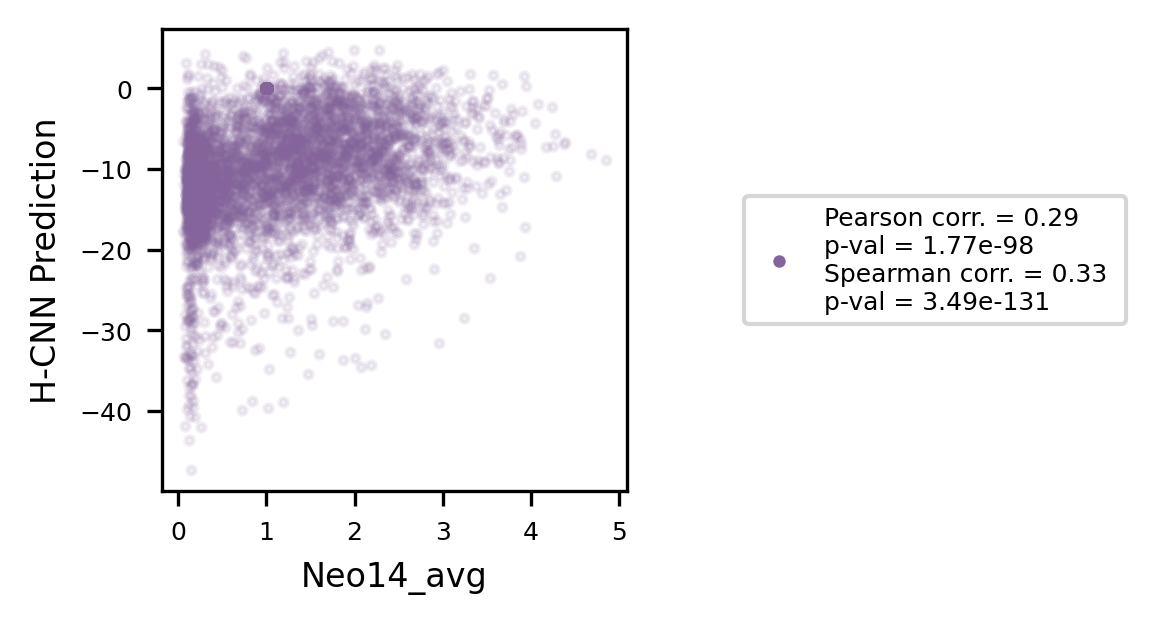 H-CNN Prediction
0
−10
−20
−30
−40
0 1 2 3 4 5
Neo14_avg
Pearson corr. = 0.29
p-val = 1.77e-98
Spearman corr. = 0.33
p-val = 3.49e-131